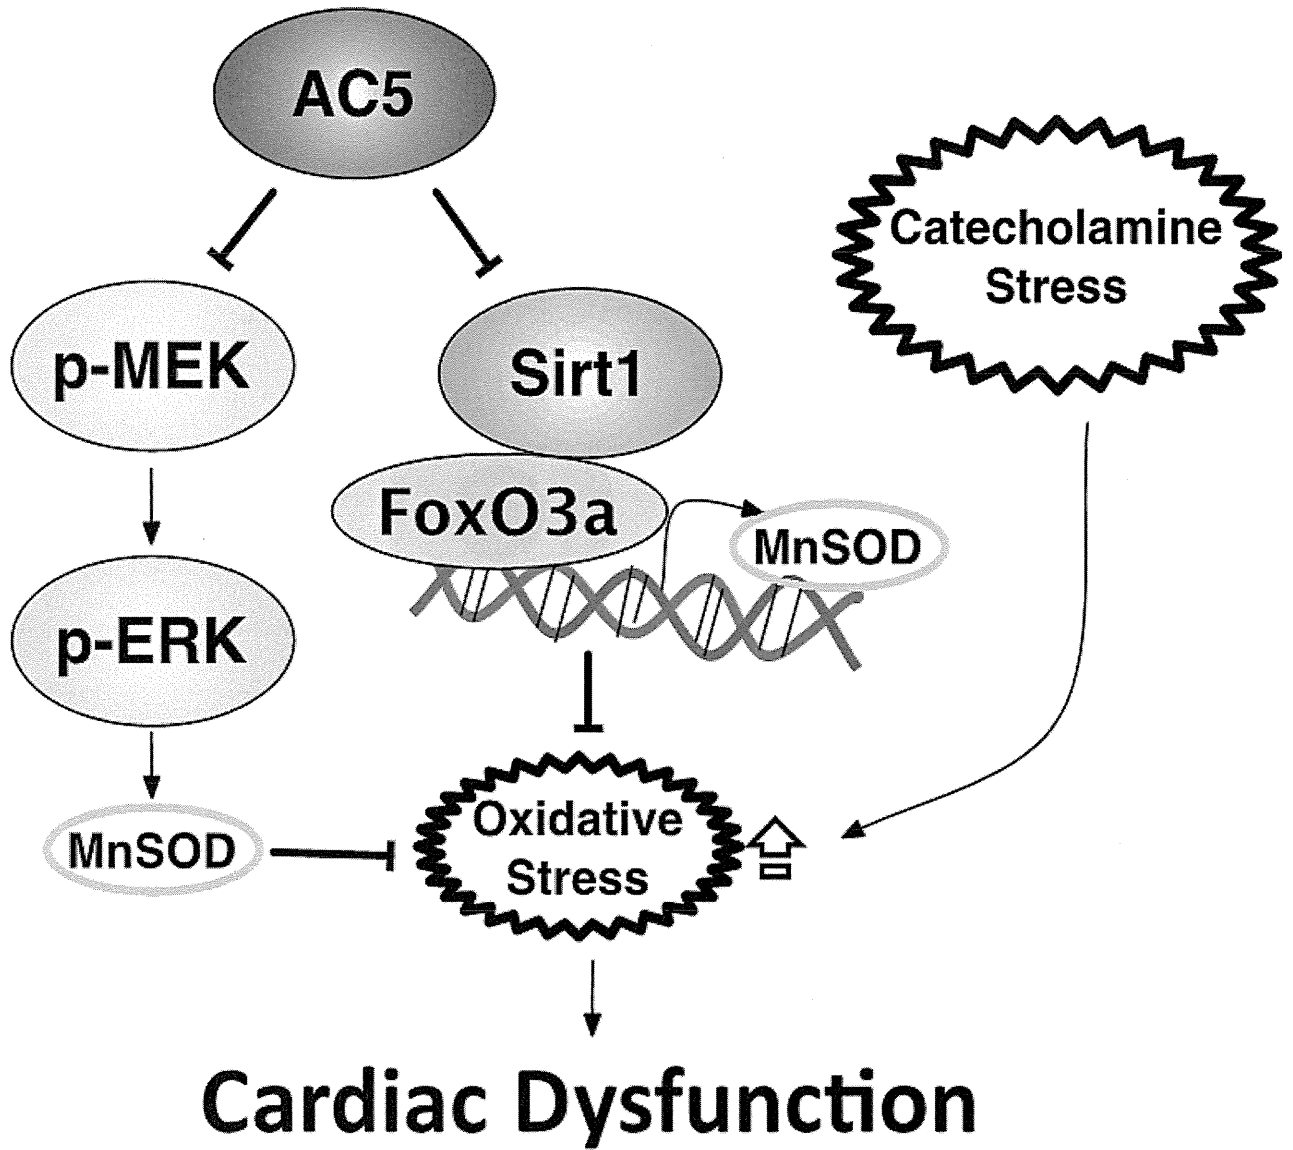 AC5
Catecholamine
Stress
p-MEK
Sirt1
FoxO3a
MnSOD
p-ERK
MnSOD
Oxidative
Stress
Cardiac Dysfunction